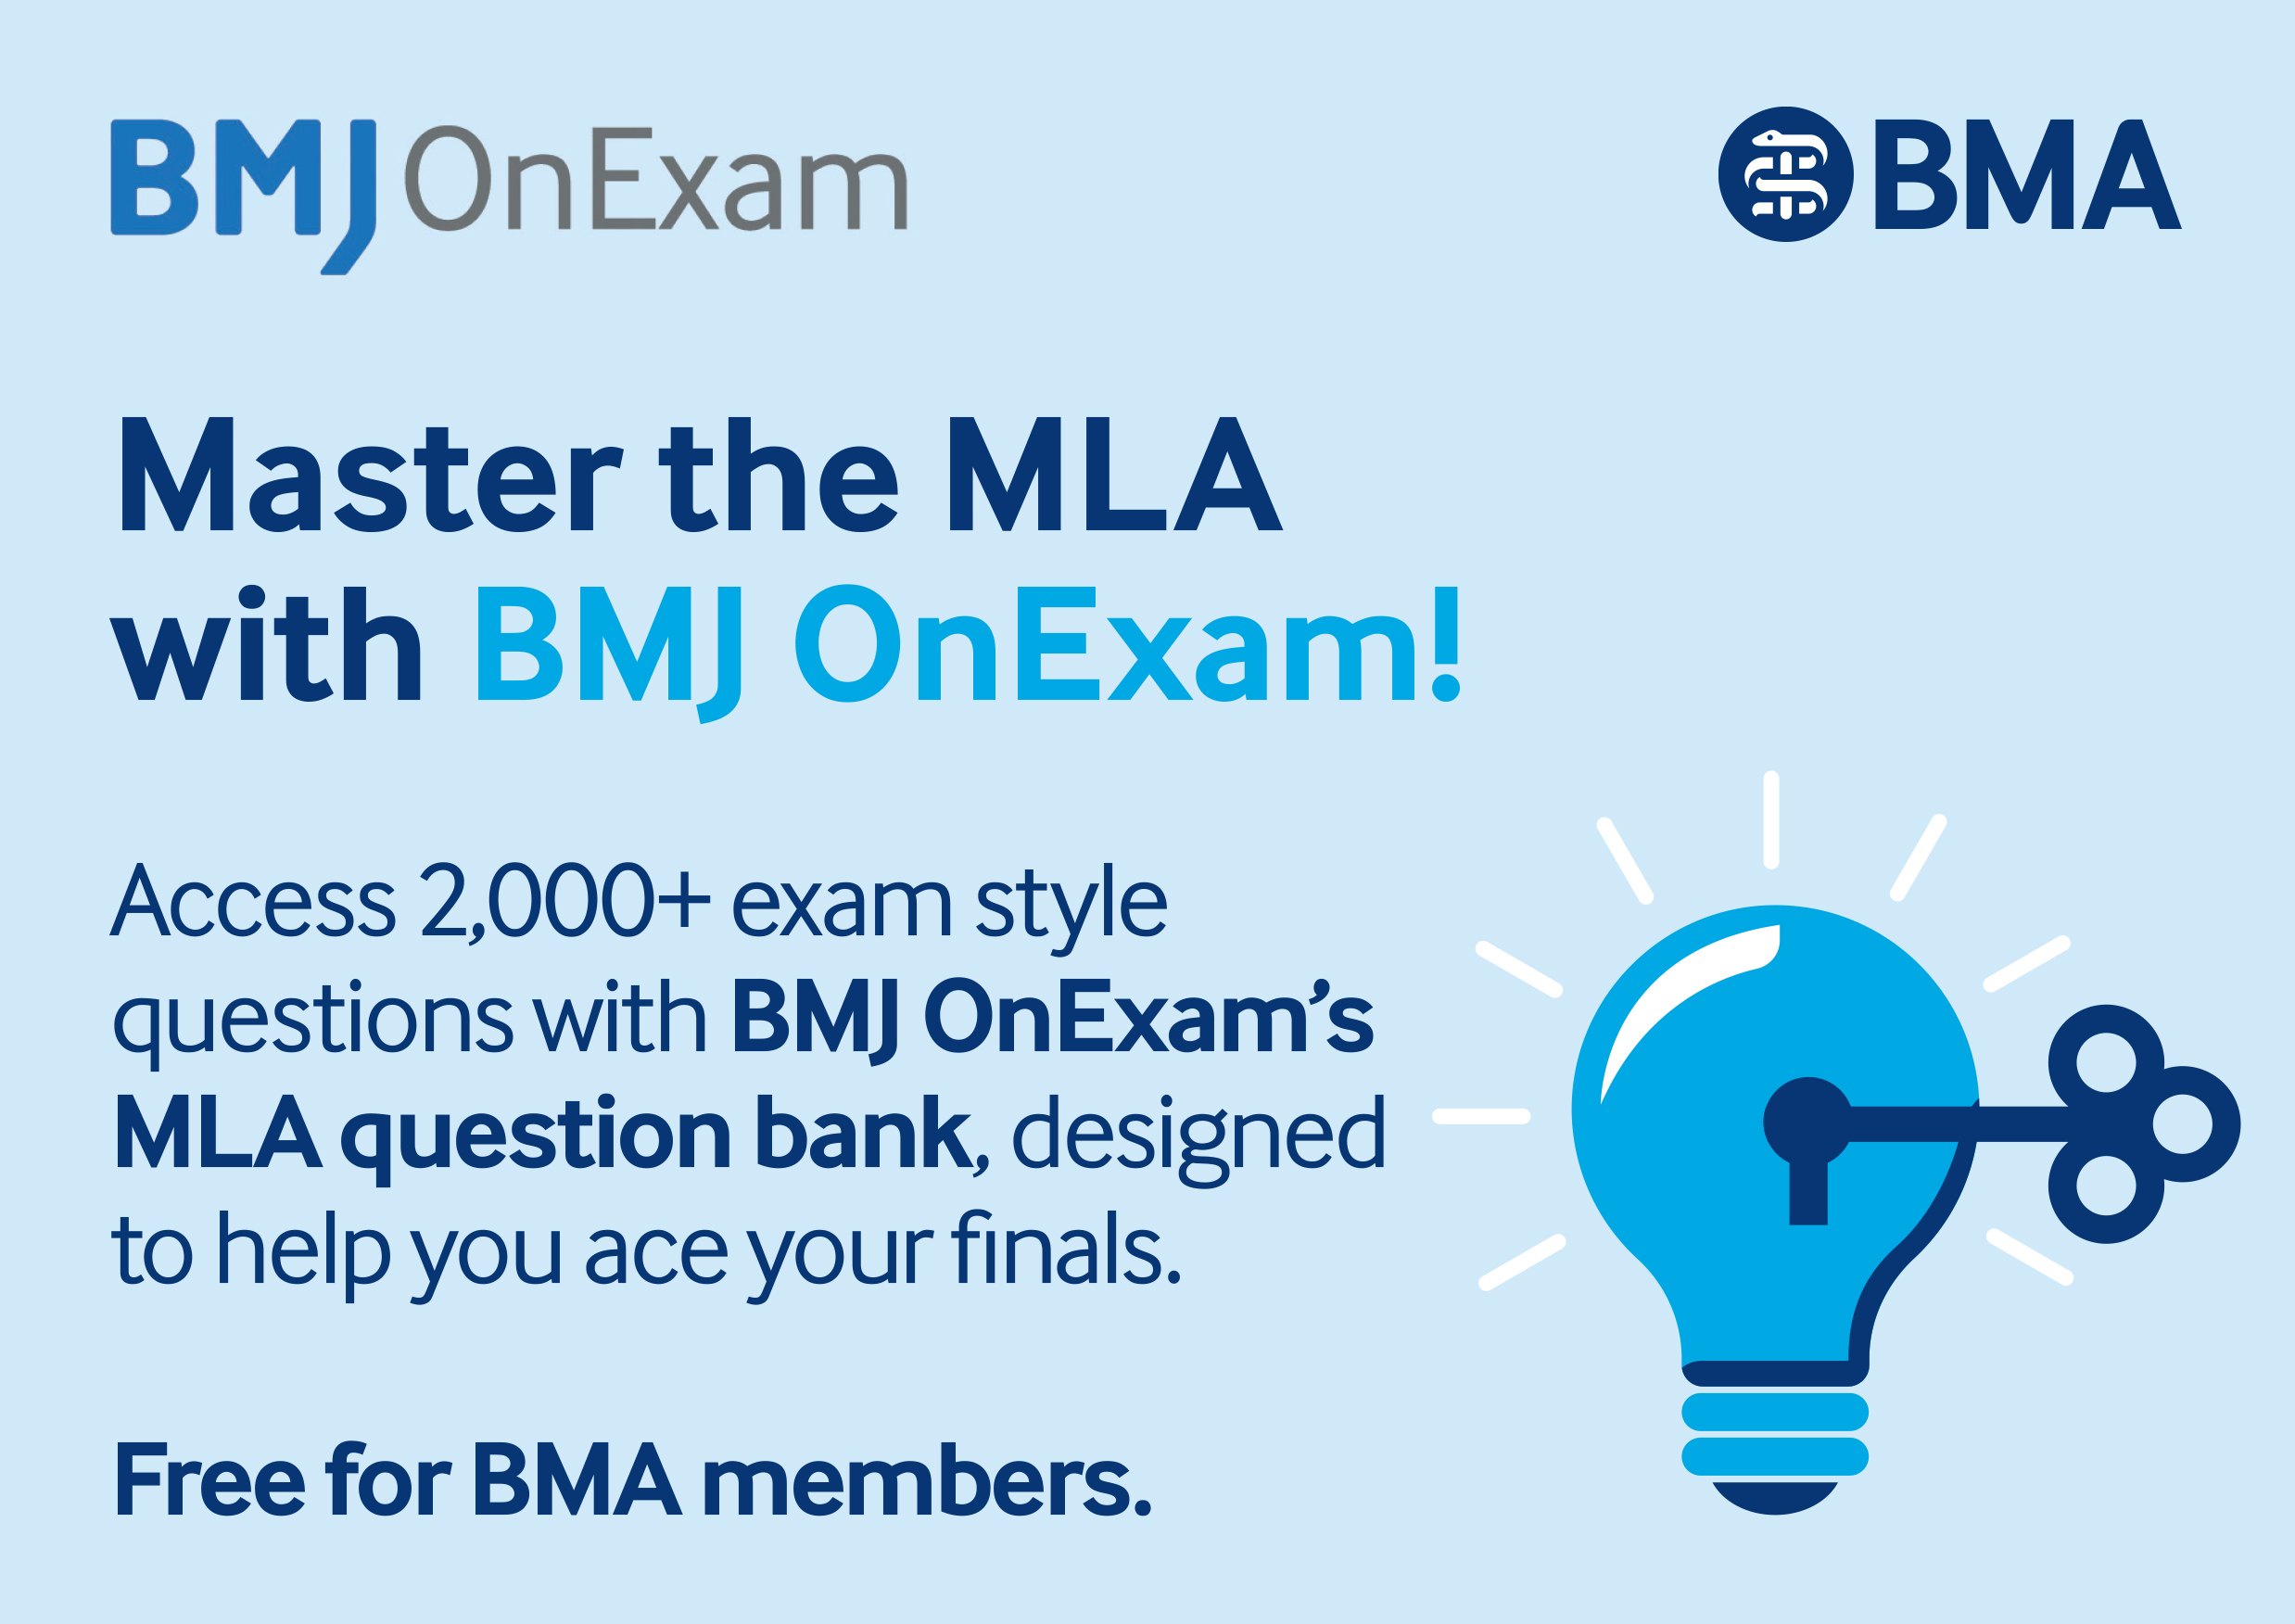 BMJ OnExam
BMA
Master the MLA
with BMJ OnExam!
Access 2,000+ exam style
questions with BMJ OnExam’s
MLA question bank, designed
to help you ace your finals.
Free for BMA members.